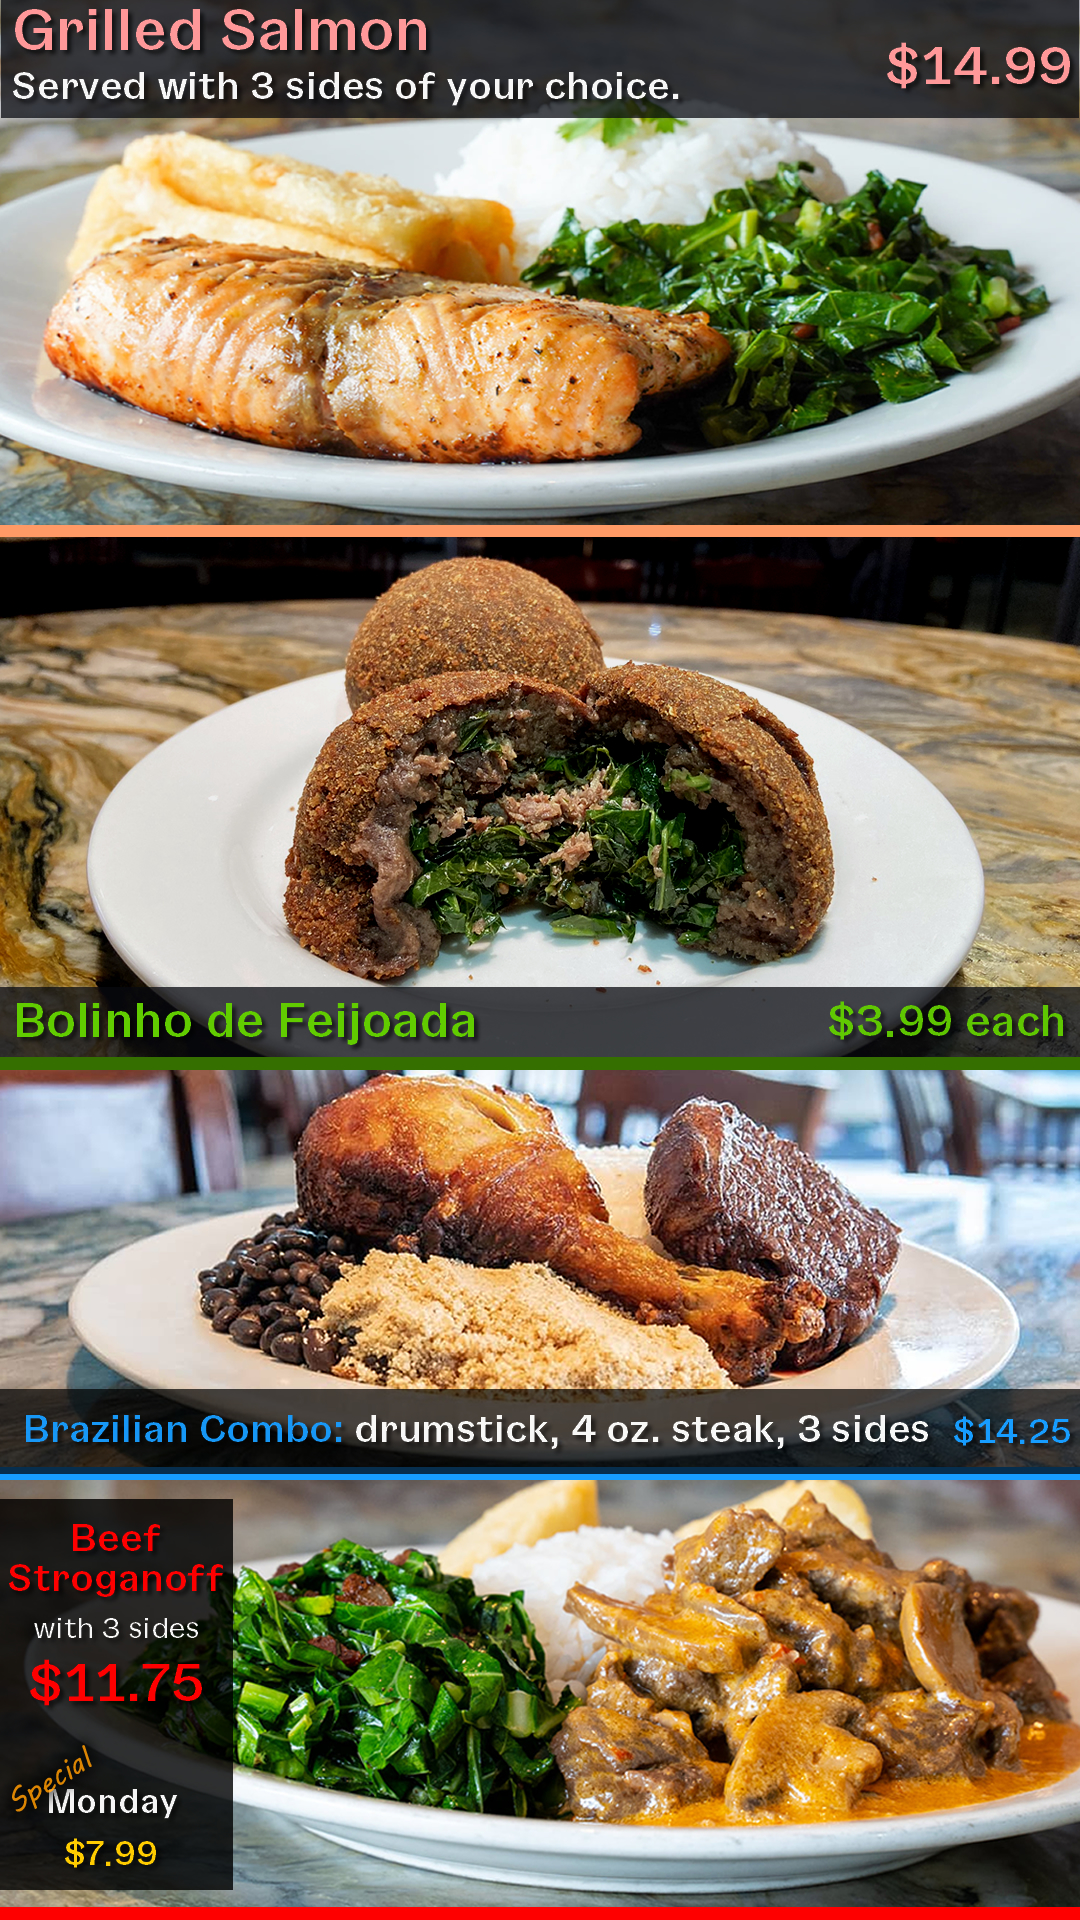 Grilled Salmon
Served with 3 sides of your choice.
$14.99
Bolinho de Feijoada
$3.99 each
Brazilian Combo: drumstick, 4 oz. steak, 3 sides $14.25
Beef
Stroganoff
with 3 sides
$11.75
Special
Monday
$7.99